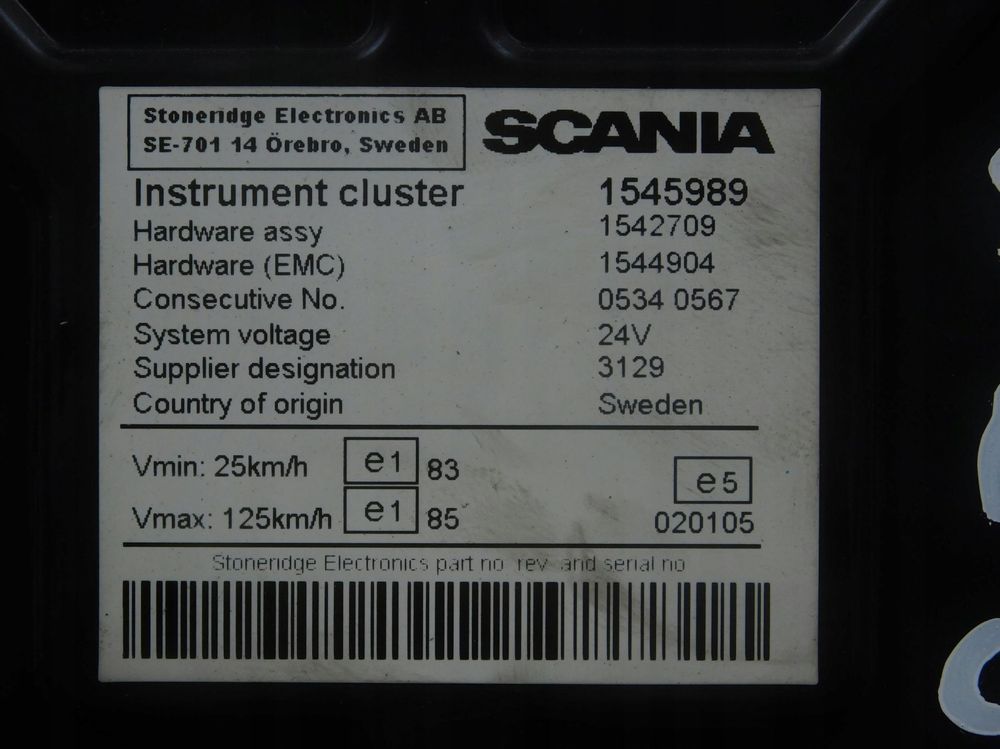 Stoneridge Electronics AB
SE-701 14 Örebro, Sweden
SCANIA
Instrument cluster 1545989
Hardware assy 1542709
Hardware (EMC) 1544904
Consecutive No. 0534 0567
System voltage 24V
Supplier designation 3129
Country of origin Sweden
Vmin: 25km/h e1 83
Vmax: 125km/h e1 85
e5
020105
Stoneridge Electronics part no rev and serial no